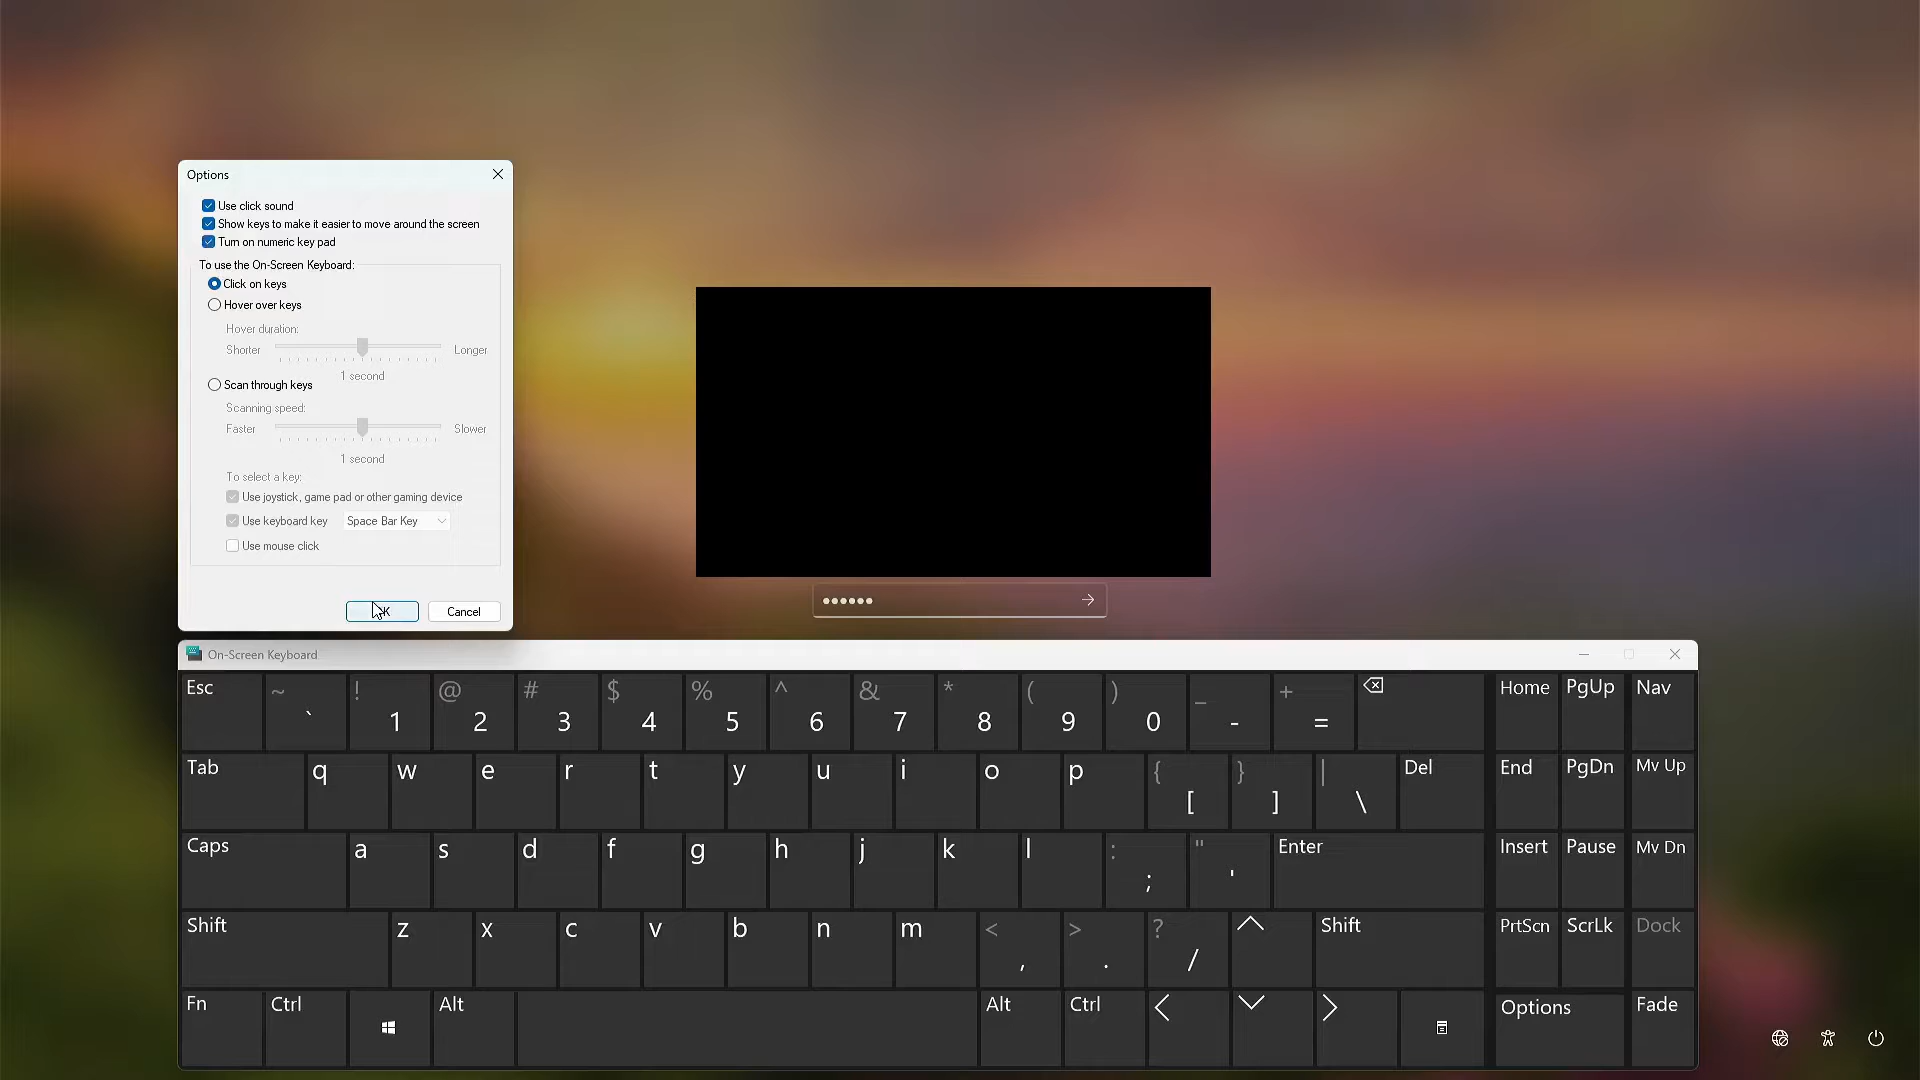 Options
Use click sound
Show keys to make it easier to move around the screen
Turn on numeric key pad
To use the On-Screen Keyboard:
Click on keys
Hover over keys
Hover duration:
Shorter Longer
1 second
Scan through keys
Scanning speed:
Faster Slower
1 second
To select a key:
Use joystick, game pad or other gaming device
Use keyboard key Space Bar Key
Use mouse click
Cancel
On-Screen Keyboard
Esc ~ ` ! 1 @ 2 # 3 $ 4 % 5 ^ 6 & 7 * 8 ( 9 ) 0 _ - + = Home PgUp Nav
Tab q w e r t y u i o p { [ } ] | \ Del End PgDn Mv Up
Caps a s d f g h j k l : ; " ' Enter Insert Pause Mv Dn
Shift z x c v b n m < , > . ? / Shift PrtScn ScrLk Dock
Fn Ctrl Alt Alt Ctrl Options Fade